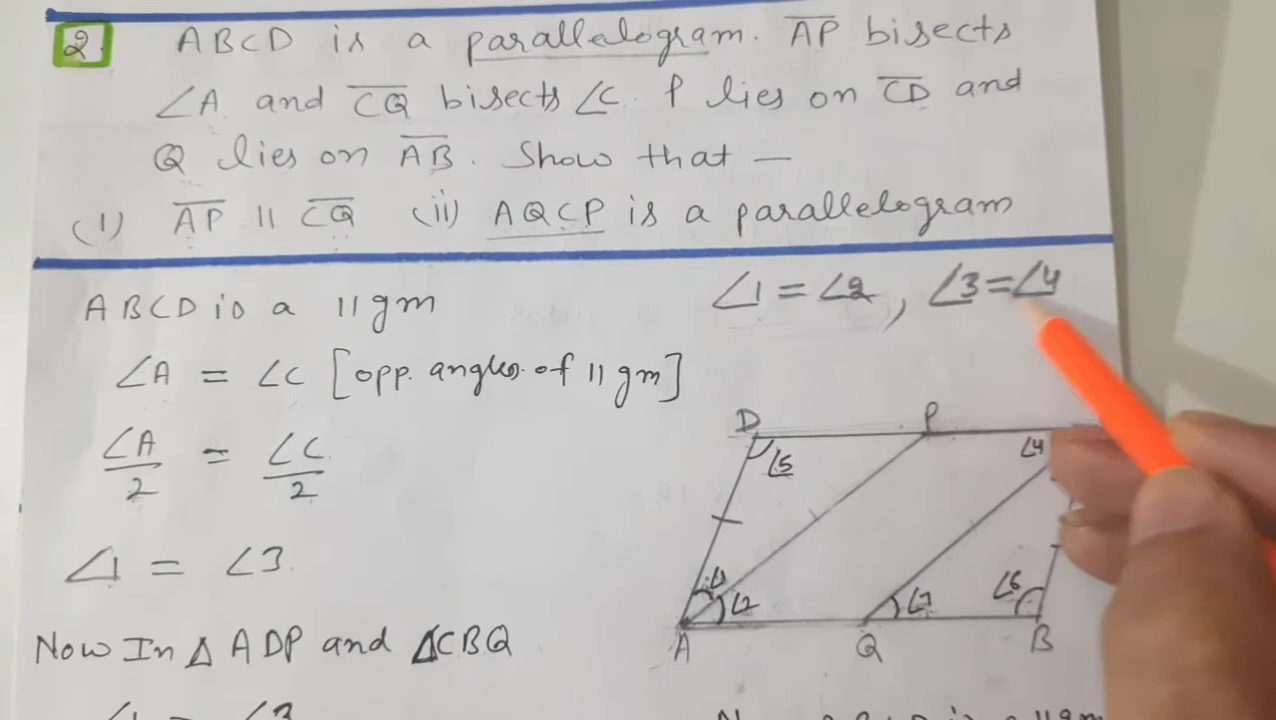 2. ABCD is a parallelogram. AP bisects
∠A and CQ bisects ∠C. P lies on CD and
Q lies on AB. Show that —
(i) AP || CQ (ii) AQCP is a parallelogram
ABCD is a ||gm
∠A = ∠C [opp. angles of ||gm]
∠A/2 = ∠C/2
∠1 = ∠3
Now In △ ADP and △CBQ
∠1 = ∠3
∠1 = ∠2, ∠3 = ∠4
D P
∠5 ∠4
∠1 ∠2 ∠7 ∠6
A Q B